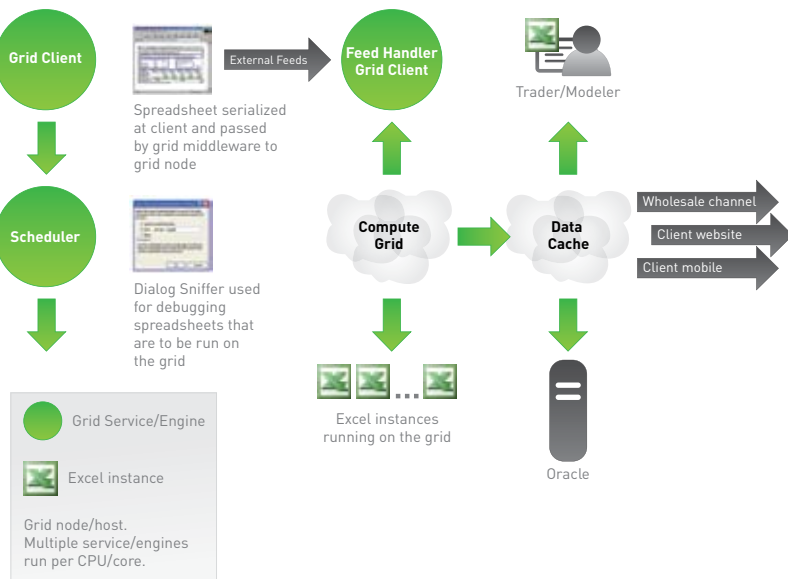 Grid Client
External Feeds
Feed Handler
Grid Client
Trader/Modeler
Spreadsheet serialized
at client and passed
by grid middleware to
grid node
Scheduler
Compute
Grid
Data
Cache
Wholesale channel
Client website
Client mobile
Dialog Sniffer used
for debugging
spreadsheets that
are to be run on
the grid
...
Excel instances
running on the grid
Oracle
Grid Service/Engine
Excel instance
Grid node/host.
Multiple service/engines
run per CPU/core.